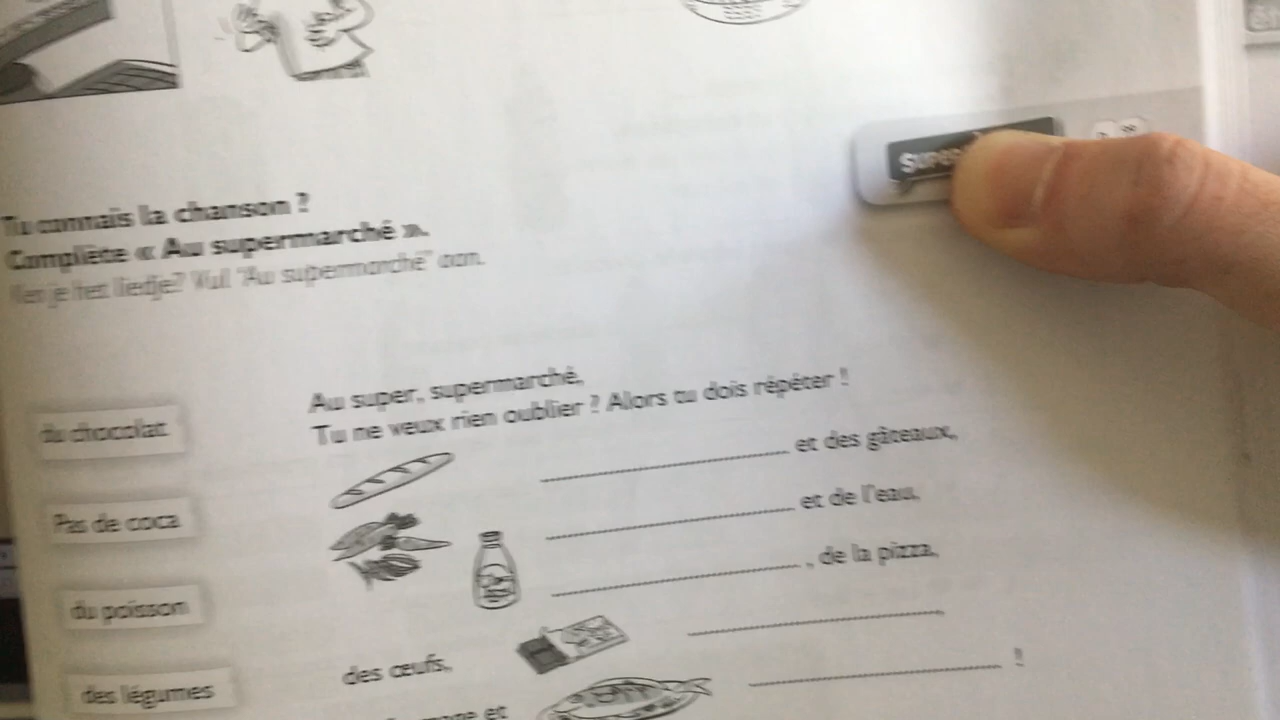 Tu connais la chanson ?
Complète « Au supermarché ».
Ken je het liedje? Vul "Au supermarché" aan.
Au super, supermarché,
Tu ne veux rien oublier ? Alors tu dois répéter !
et des gâteaux,
et de l'eau,
, de la pizza,
des œufs,
et
!
du chocolat
Pas de coca
du poisson
des légumes